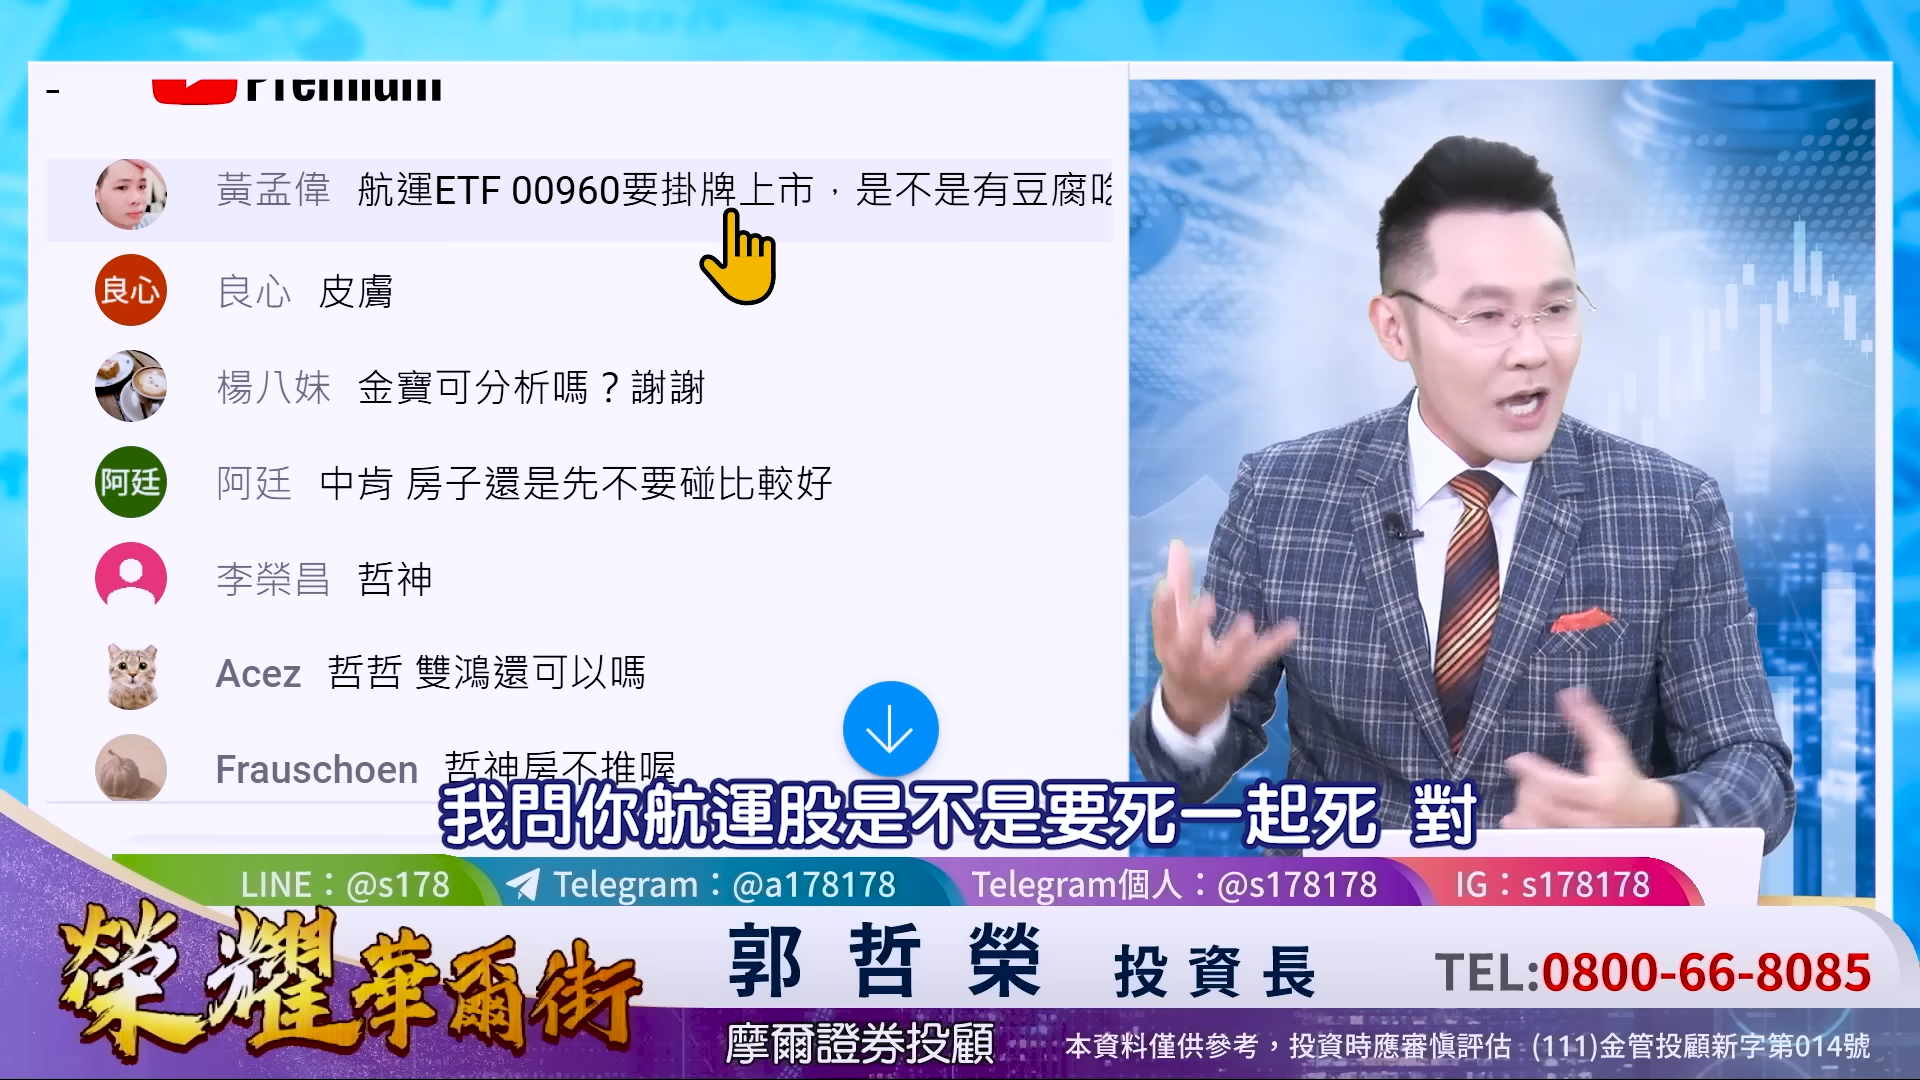 Premium
黃孟偉 航運ETF 00960要掛牌上市，是不是有豆腐吃
良心 良心 皮膚
楊八妹 金寶可分析嗎？謝謝
阿廷 阿廷 中肯 房子還是先不要碰比較好
李榮昌 哲神
Acez 哲哲 雙鴻還可以嗎
Frauschoen 哲神房不推喔
我問你航運股是不是要死一起死 對
LINE：@s178 Telegram：@a178178 Telegram個人：@s178178 IG：s178178
榮耀華爾街
郭哲榮 投資長 TEL:0800-66-8085
摩爾證券投顧 本資料僅供參考，投資時應審慎評估 (111)金管投顧新字第014號